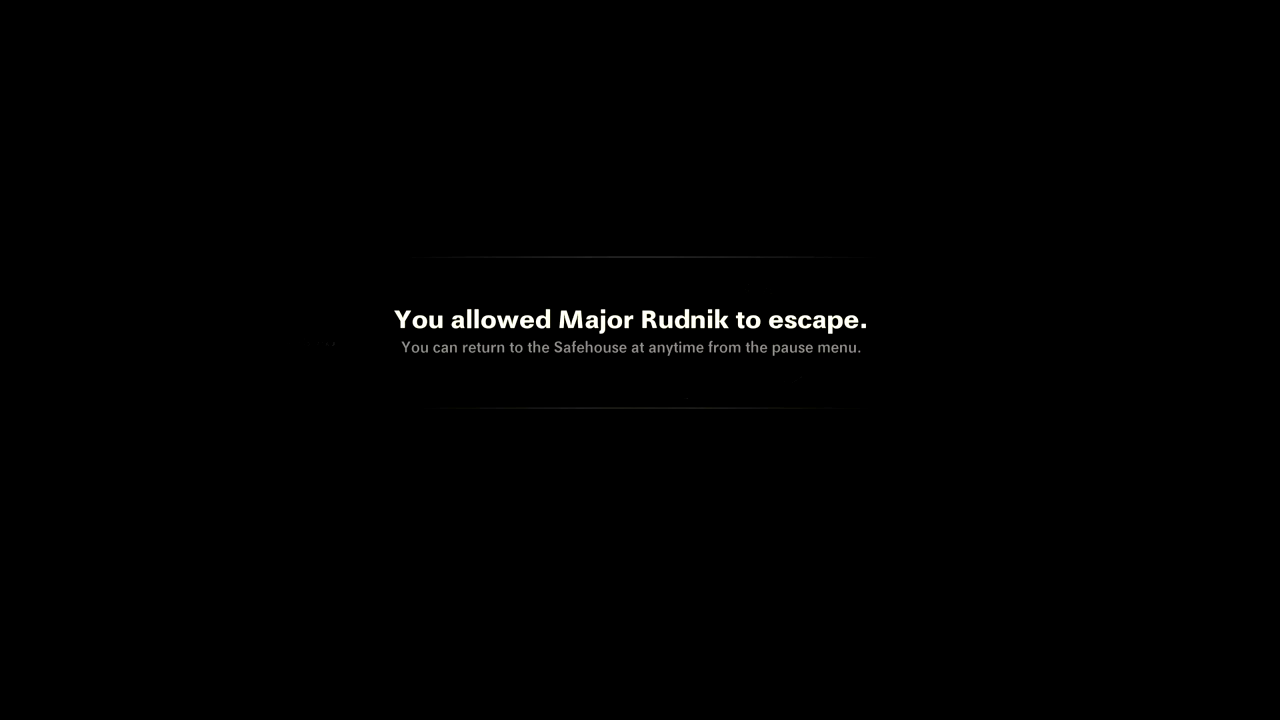 You allowed Major Rudnik to escape.
You can return to the Safehouse at anytime from the pause menu.